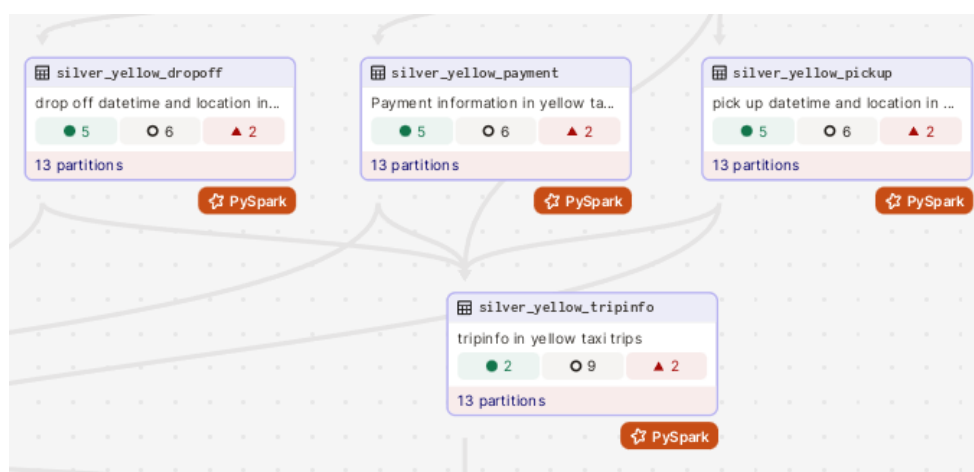 silver_yellow_dropoff
drop off datetime and location in...
5 6 2
13 partitions
PySpark
silver_yellow_payment
Payment information in yellow ta...
5 6 2
13 partitions
PySpark
silver_yellow_pickup
pick up datetime and location in ...
5 6 2
13 partitions
PySpark
silver_yellow_tripinfo
tripinfo in yellow taxi trips
2 9 2
13 partitions
PySpark